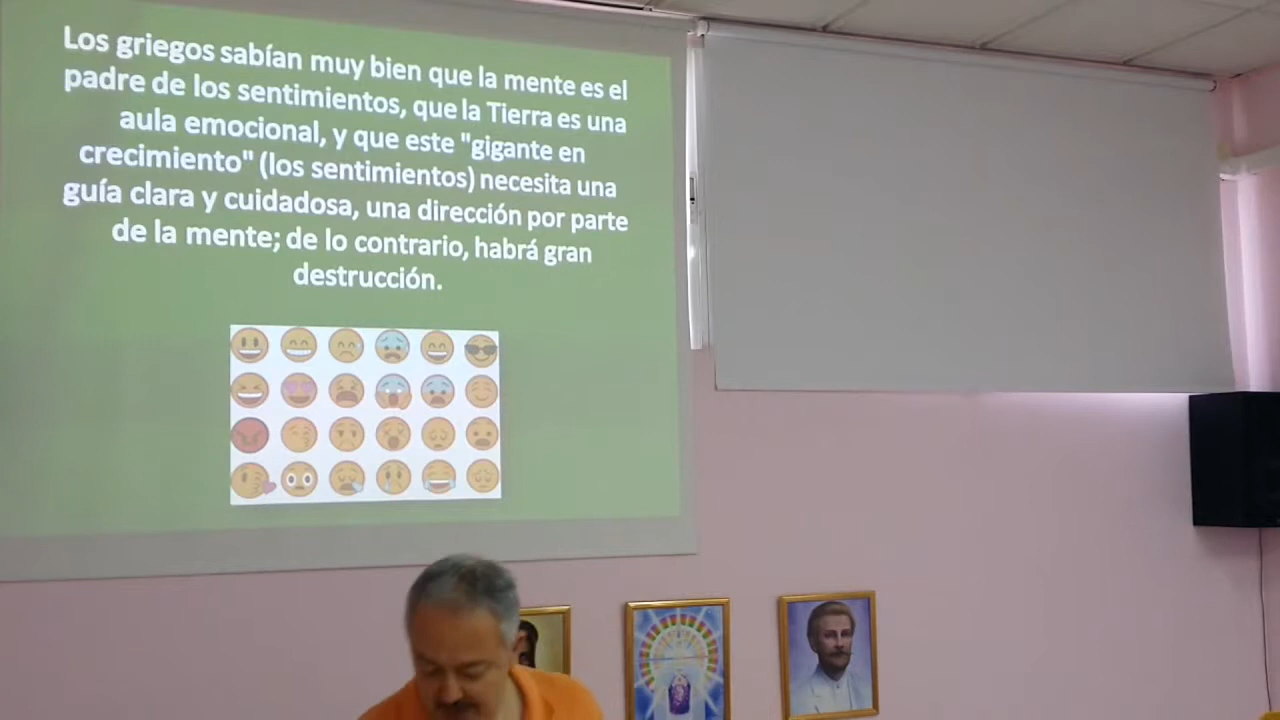 Los griegos sabían muy bien que la mente es el
padre de los sentimientos, que la Tierra es una
aula emocional, y que este "gigante en
crecimiento" (los sentimientos) necesita una
guía clara y cuidadosa, una dirección por parte
de la mente; de lo contrario, habrá gran
destrucción.